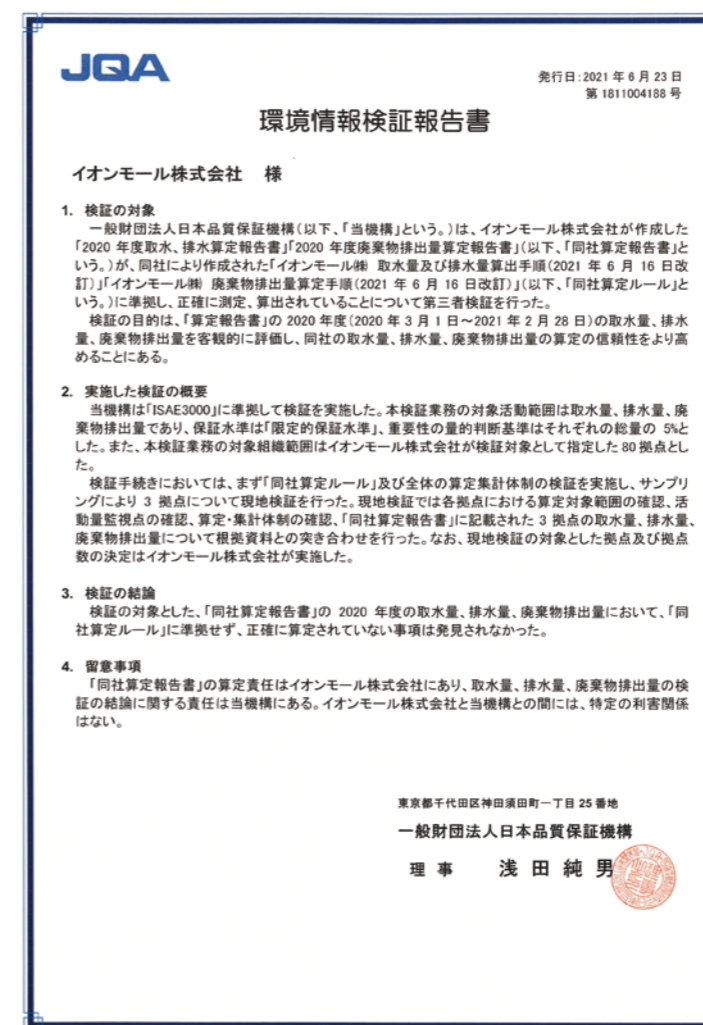 JQA
発行日:2021 年 6 月 23 日
第 1811004188 号
環境情報検証報告書
イオンモール株式会社 様
1. 検証の対象
一般財団法人日本品質保証機構(以下、「当機構」という。)は、イオンモール株式会社が作成した
「2020 年度取水、排水算定報告書」「2020 年度廃棄物排出量算定報告書」(以下、「同社算定報告書」と
いう。)が、同社により作成された「イオンモール㈱ 取水量及び排水量算出手順(2021 年 6 月 16 日改
訂)」「イオンモール㈱ 廃棄物排出量算定手順(2021 年 6 月 16 日改訂)」(以下、「同社算定ルール」と
いう。)に準拠し、正確に測定、算出されていることについて第三者検証を行った。
検証の目的は、「算定報告書」の 2020 年度(2020 年 3 月 1 日～2021 年 2 月 28 日)の取水量、排水
量、廃棄物排出量を客観的に評価し、同社の取水量、排水量、廃棄物排出量の算定の信頼性をより高
めることにある。
2. 実施した検証の概要
当機構は「ISAE3000」に準拠して検証を実施した。本検証業務の対象活動範囲は取水量、排水量、廃
棄物排出量であり、保証水準は「限定的保証水準」、重要性の量的判断基準はそれぞれの総量の 5%と
した。また、本検証業務の対象組織範囲はイオンモール株式会社が検証対象として指定した 80 拠点とし
た。
検証手続きにおいては、まず「同社算定ルール」及び全体の算定集計体制の検証を実施し、サンプリ
ングにより 3 拠点について現地検証を行った。現地検証では各拠点における算定対象範囲の確認、活
動量監視点の確認、算定・集計体制の確認、「同社算定報告書」に記載された 3 拠点の取水量、排水量、
廃棄物排出量について根拠資料との突き合わせを行った。なお、現地検証の対象とした拠点及び拠点
数の決定はイオンモール株式会社が実施した。
3. 検証の結論
検証の対象とした、「同社算定報告書」の 2020 年度の取水量、排水量、廃棄物排出量において、「同
社算定ルール」に準拠せず、正確に算定されていない事項は発見されなかった。
4. 留意事項
「同社算定報告書」の算定責任はイオンモール株式会社にあり、取水量、排水量、廃棄物排出量の検
証の結論に関する責任は当機構にある。イオンモール株式会社と当機構との間には、特定の利害関係
はない。
東京都千代田区神田須田町一丁目 25 番地
一般財団法人日本品質保証機構
理 事 浅 田 純 男